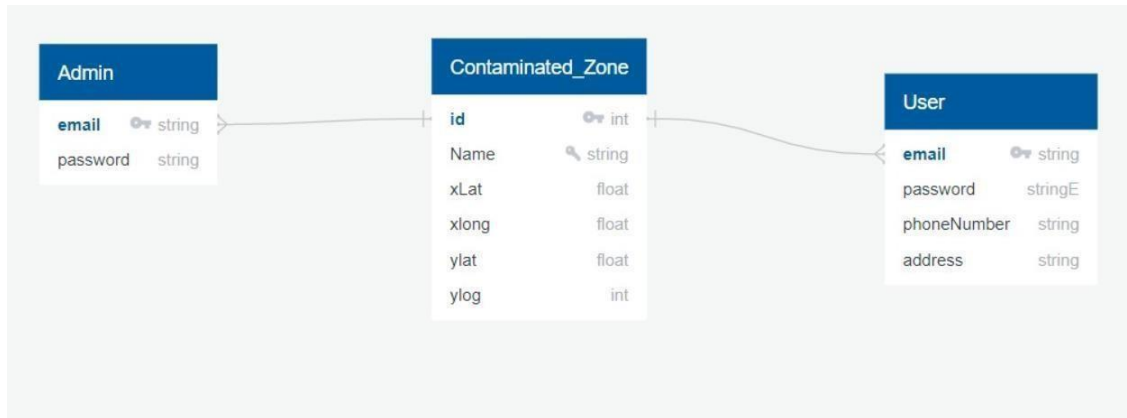 Admin
email string
password string
Contaminated_Zone
id int
Name string
xLat float
xlong float
ylat float
ylog int
User
email string
password stringE
phoneNumber string
address string